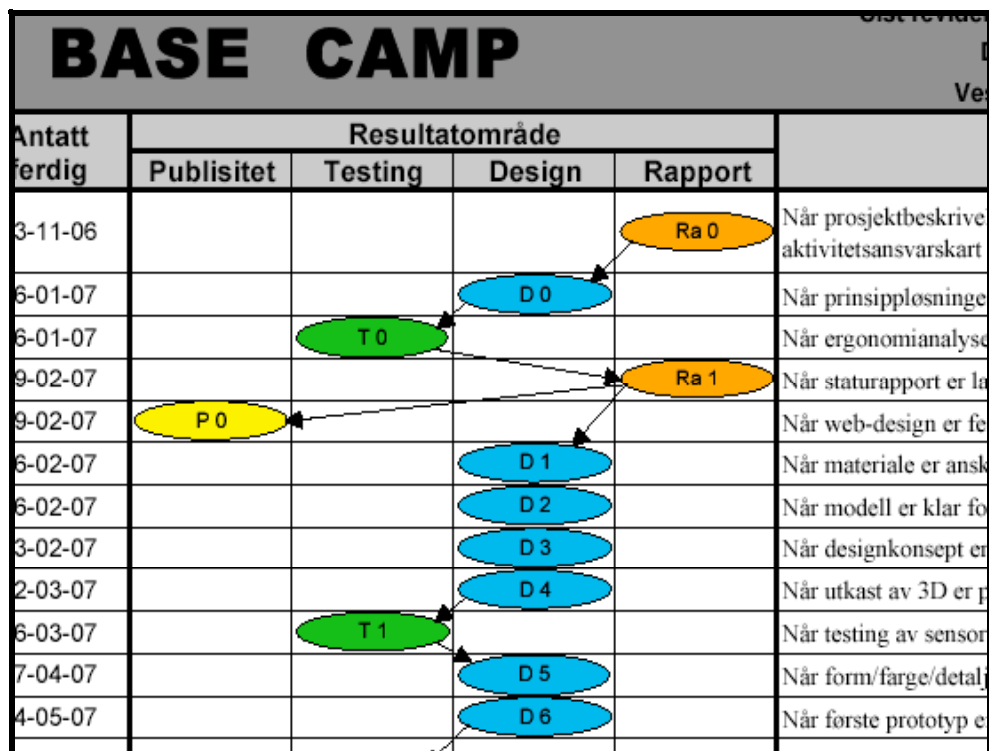 BASE CAMP
Ves
Antatt
ferdig
Resultatområde
Publisitet Testing Design Rapport
3-11-06 Ra 0 Når prosjektbeskrive
aktivitetsansvarskart
6-01-07 D 0 Når prinsippløsninge
6-01-07 T 0 Når ergonomianalyse
9-02-07 Ra 1 Når staturapport er la
9-02-07 P 0 Når web-design er fe
6-02-07 D 1 Når materiale er ansk
6-02-07 D 2 Når modell er klar fo
3-02-07 D 3 Når designkonsept er
2-03-07 D 4 Når utkast av 3D er p
6-03-07 T 1 Når testing av sensor
7-04-07 D 5 Når form/farge/detalj
4-05-07 D 6 Når første prototyp e